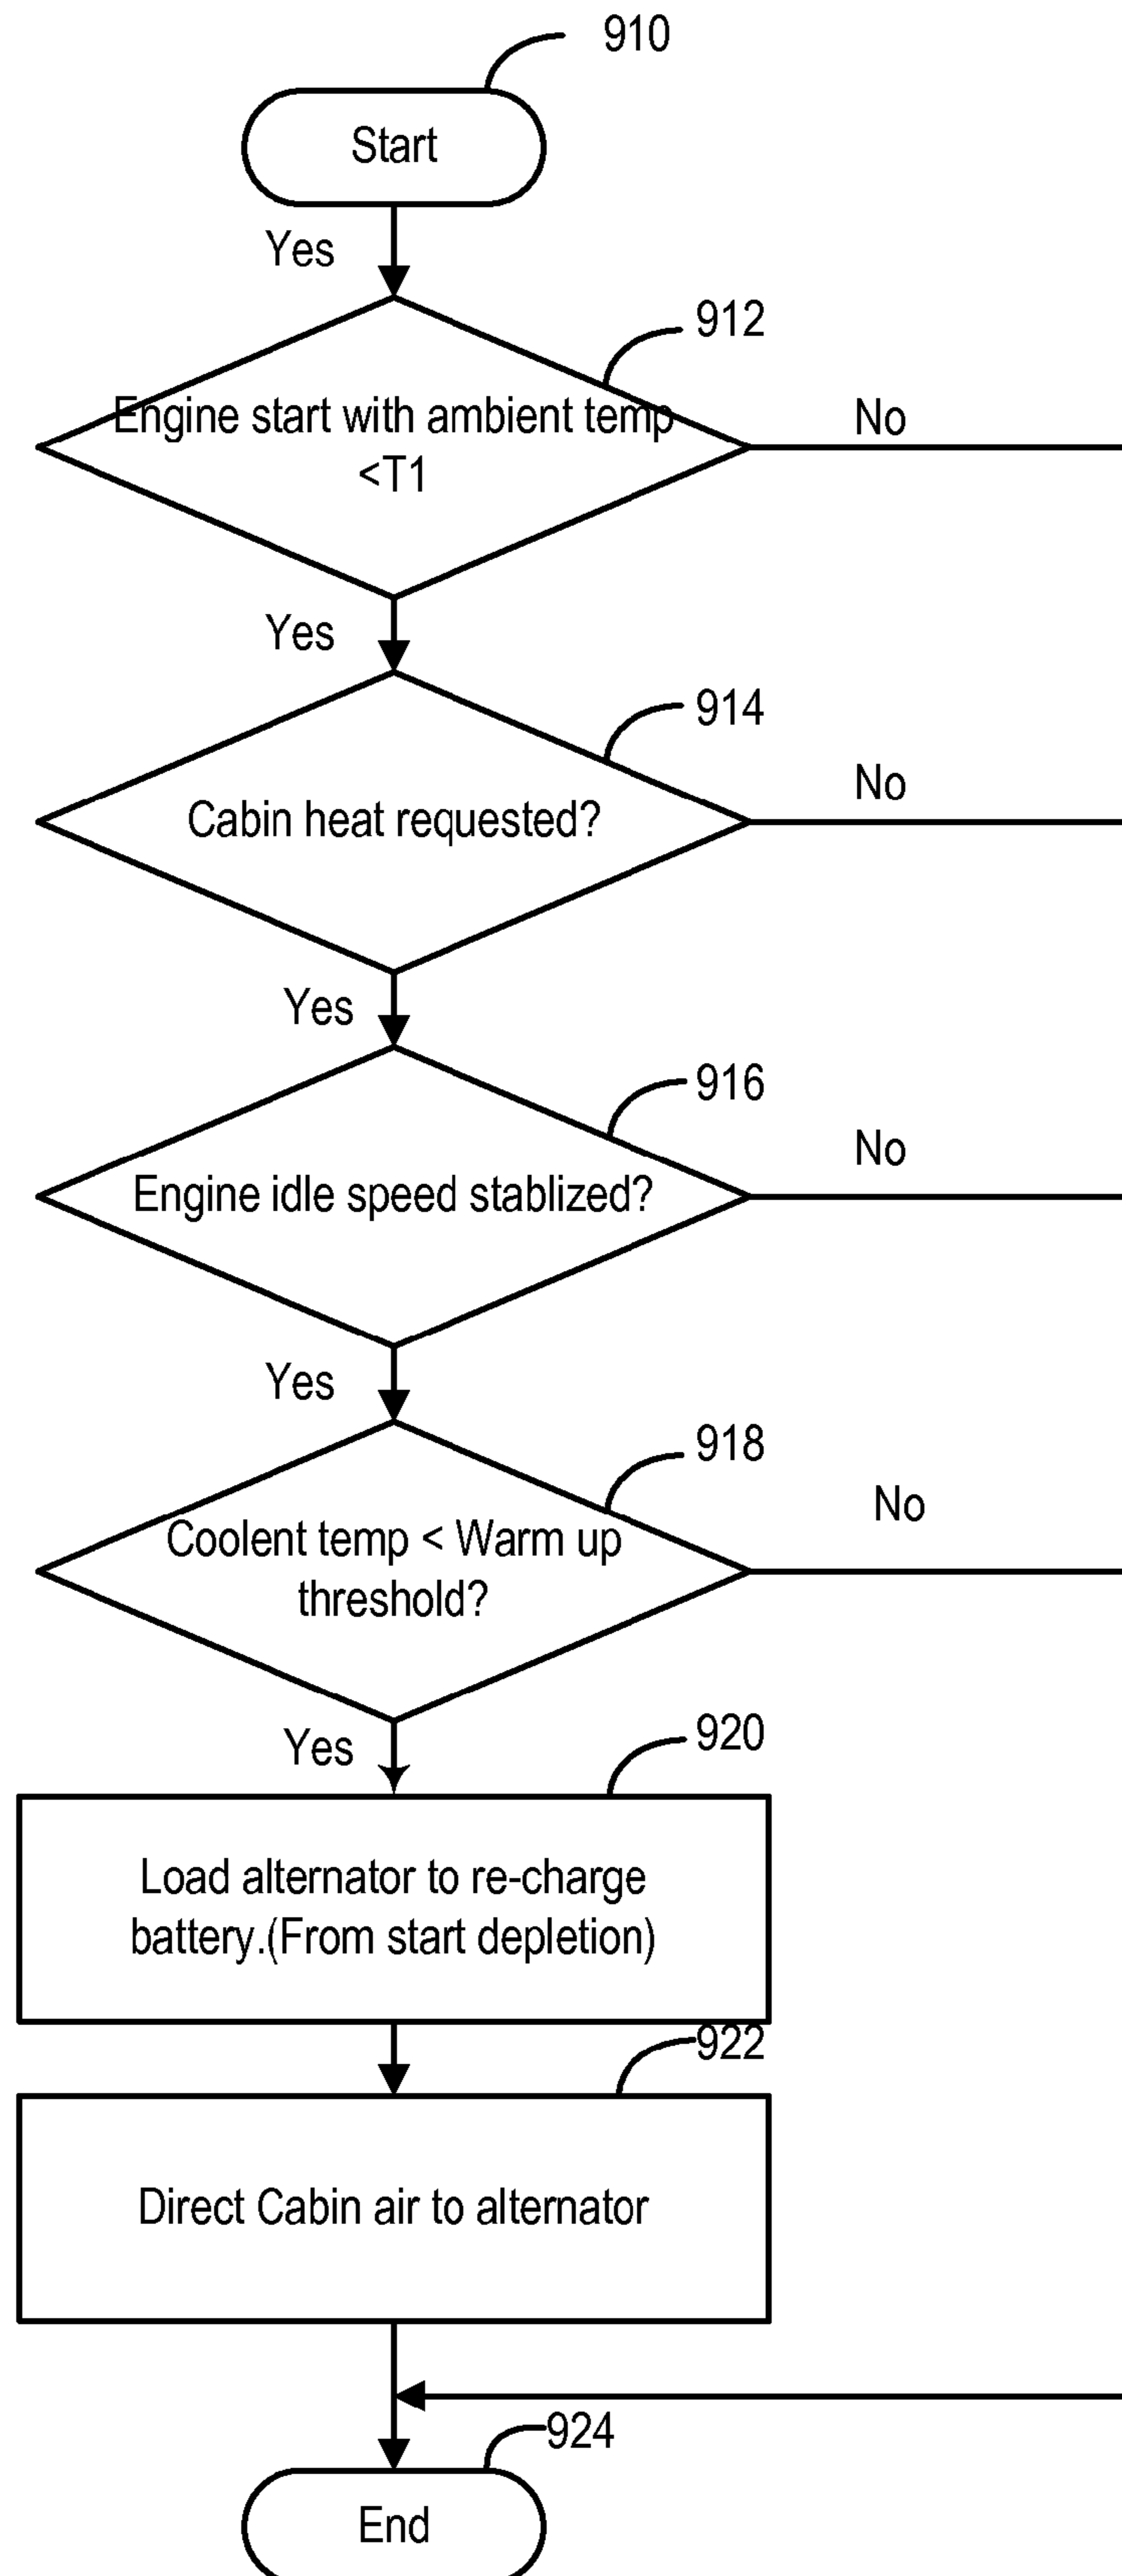 910
Start
Yes
912
Engine start with ambient temp
<T1
No
Yes
914
Cabin heat requested?
No
Yes
916
Engine idle speed stablized?
No
Yes
918
Coolent temp < Warm up
threshold?
No
Yes
920
Load alternator to re-charge
battery.(From start depletion)
922
Direct Cabin air to alternator
924
End